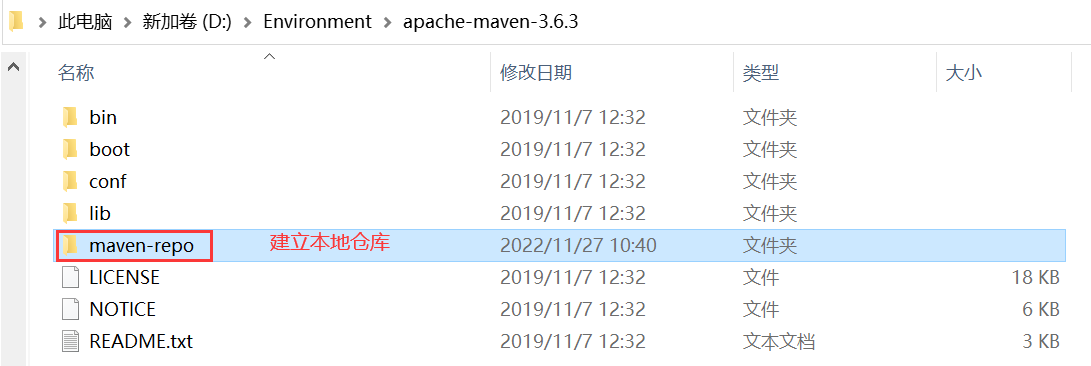 此电脑 > 新加卷 (D:) > Environment > apache-maven-3.6.3
名称 修改日期 类型 大小
bin 2019/11/7 12:32 文件夹
boot 2019/11/7 12:32 文件夹
conf 2019/11/7 12:32 文件夹
lib 2019/11/7 12:32 文件夹
maven-repo 建立本地仓库 2022/11/27 10:40 文件夹
LICENSE 2019/11/7 12:32 文件 18 KB
NOTICE 2019/11/7 12:32 文件 6 KB
README.txt 2019/11/7 12:32 文本文档 3 KB